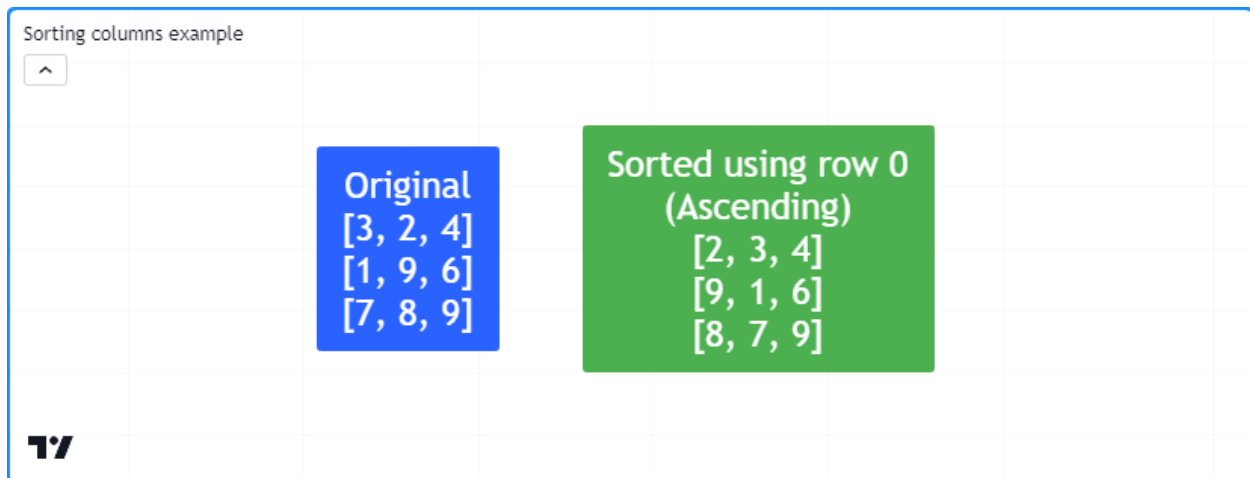 Sorting columns example
Original
[3, 2, 4]
[1, 9, 6]
[7, 8, 9]
Sorted using row 0
(Ascending)
[2, 3, 4]
[9, 1, 6]
[8, 7, 9]